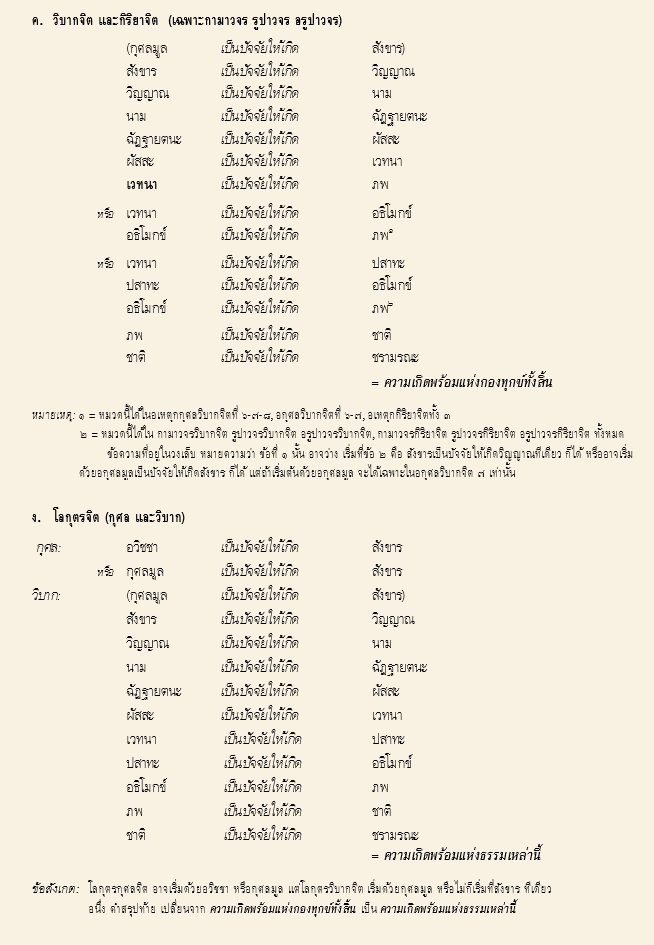 ค. วิบากจิต และกิริยาจิต (เฉพาะกามาวจร รูปาวจร อรูปาวจร)
(กุศลมูล เป็นปัจจัยให้เกิด สังขาร)
สังขาร เป็นปัจจัยให้เกิด วิญญาณ
วิญญาณ เป็นปัจจัยให้เกิด นาม
นาม เป็นปัจจัยให้เกิด ฉัฏฐายตนะ
ฉัฏฐายตนะ เป็นปัจจัยให้เกิด ผัสสะ
ผัสสะ เป็นปัจจัยให้เกิด เวทนา
เวทนา เป็นปัจจัยให้เกิด ภพ
หรือ เวทนา เป็นปัจจัยให้เกิด อธิโมกข์
อธิโมกข์ เป็นปัจจัยให้เกิด ภพ๑
หรือ เวทนา เป็นปัจจัยให้เกิด ปสาทะ
ปสาทะ เป็นปัจจัยให้เกิด อธิโมกข์
อธิโมกข์ เป็นปัจจัยให้เกิด ภพ๒
ภพ เป็นปัจจัยให้เกิด ชาติ
ชาติ เป็นปัจจัยให้เกิด ชรามรณะ
= ความเกิดพร้อมแห่งกองทุกข์ทั้งสิ้น
หมายเหตุ: ๑ = หมวดนี้ได้ในอเหตุกกุศลวิบากจิตที่ ๖-๗-๘, อกุศลวิบากจิตที่ ๖-๗, อเหตุกกิริยาจิตทั้ง ๓
๒ = หมวดนี้ได้ใน กามาวจรวิบากจิต รูปาวจรวิบากจิต อรูปาวจรวิบากจิต, กามาวจรกิริยาจิต รูปาวจรกิริยาจิต อรูปาวจรกิริยาจิต ทั้งหมด
ข้อความที่อยู่ในวงเล็บ หมายความว่า ข้อที่ ๑ นั้น อาจว่าง เริ่มที่ข้อ ๒ คือ สังขารเป็นปัจจัยให้เกิดวิญญาณทีเดียว ก็ได้ หรืออาจเริ่ม
ด้วยอกุศลมูลเป็นปัจจัยให้เกิดสังขาร ก็ได้ แต่ถ้าเริ่มต้นด้วยอกุศลมูล จะได้เฉพาะในอกุศลวิบากจิต ๗ เท่านั้น
ง. โลกุตรจิต (กุศล และวิบาก)
กุศล: อวิชชา เป็นปัจจัยให้เกิด สังขาร
หรือ กุศลมูล เป็นปัจจัยให้เกิด สังขาร
วิบาก: (กุศลมูล เป็นปัจจัยให้เกิด สังขาร)
สังขาร เป็นปัจจัยให้เกิด วิญญาณ
วิญญาณ เป็นปัจจัยให้เกิด นาม
นาม เป็นปัจจัยให้เกิด ฉัฏฐายตนะ
ฉัฏฐายตนะ เป็นปัจจัยให้เกิด ผัสสะ
ผัสสะ เป็นปัจจัยให้เกิด เวทนา
เวทนา เป็นปัจจัยให้เกิด ปสาทะ
ปสาทะ เป็นปัจจัยให้เกิด อธิโมกข์
อธิโมกข์ เป็นปัจจัยให้เกิด ภพ
ภพ เป็นปัจจัยให้เกิด ชาติ
ชาติ เป็นปัจจัยให้เกิด ชรามรณะ
= ความเกิดพร้อมแห่งธรรมเหล่านี้
ข้อสังเกต: โลกุตรกุศลจิต อาจเริ่มด้วยอวิชชา หรือกุศลมูล แต่โลกุตรวิบากจิต เริ่มด้วยกุศลมูล หรือไม่ก็เริ่มที่สังขาร ทีเดียว
อนึ่ง คำสรุปท้าย เปลี่ยนจาก ความเกิดพร้อมแห่งกองทุกข์ทั้งสิ้น เป็น ความเกิดพร้อมแห่งธรรมเหล่านี้